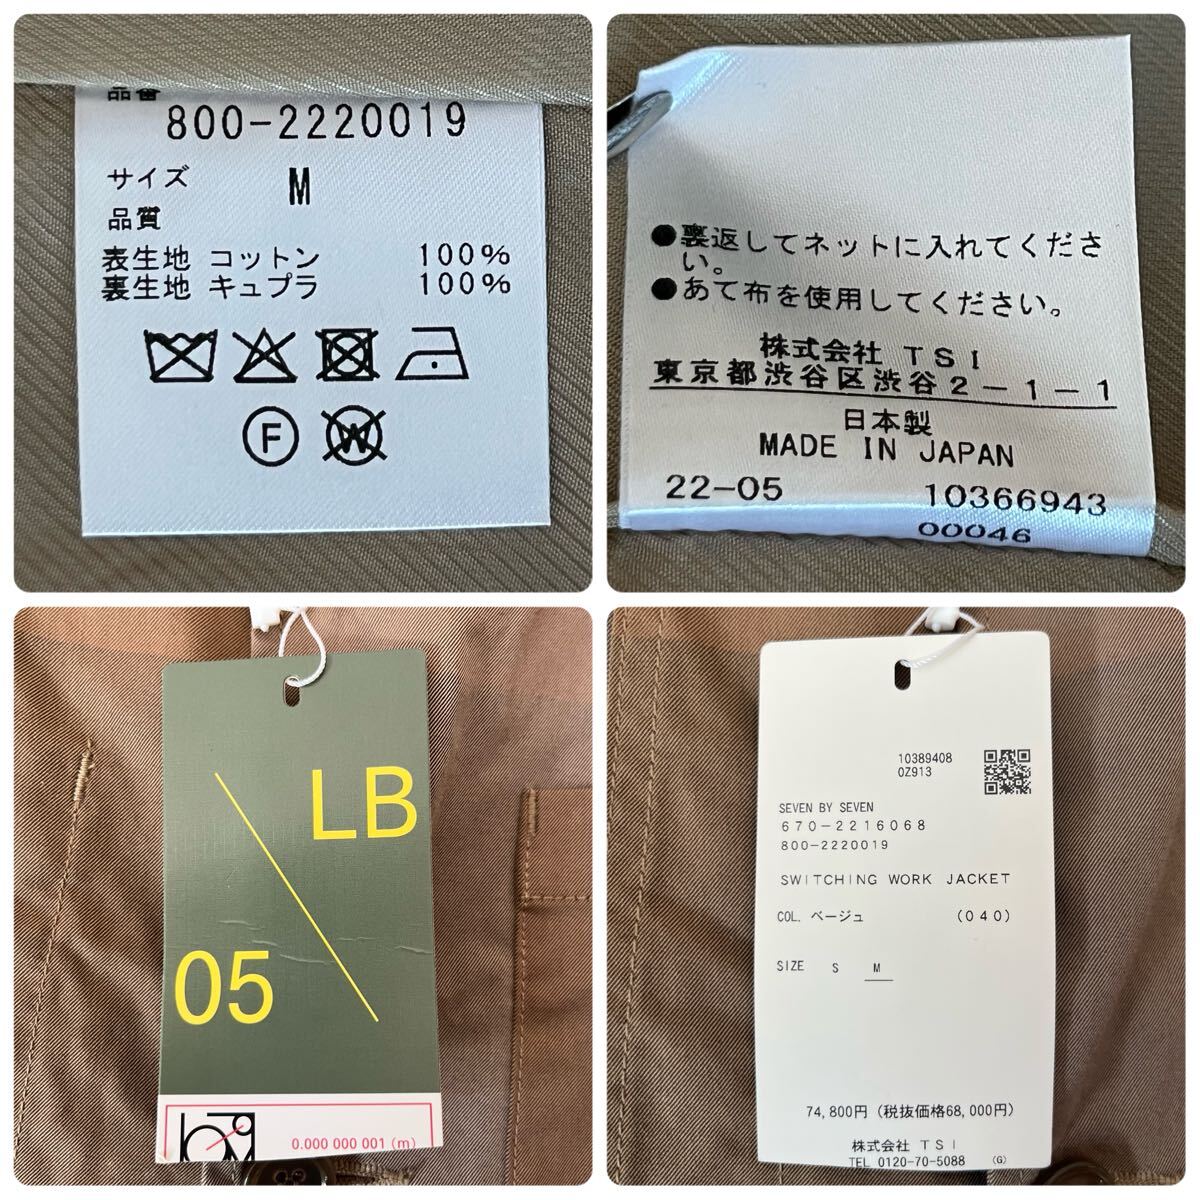 品番
800-2220019
サイズ M
品質
表生地 コットン 100%
裏生地 キュプラ 100%
F W
●裏返してネットに入れてくださ
い。
●あて布を使用してください。
株式会社 TSI
東京都渋谷区渋谷2-1-1
日本製
MADE IN JAPAN
22-05 10366943
00046
LB
05
0.000 000 001 (m)
10389408
0Z913
SEVEN BY SEVEN
670-2216068
800-2220019
SWITCHING WORK JACKET
COL. ベージュ (040)
SIZE S M
74,800円 (税抜価格68,000円)
株式会社 TSI
TEL 0120-70-5088 (G)